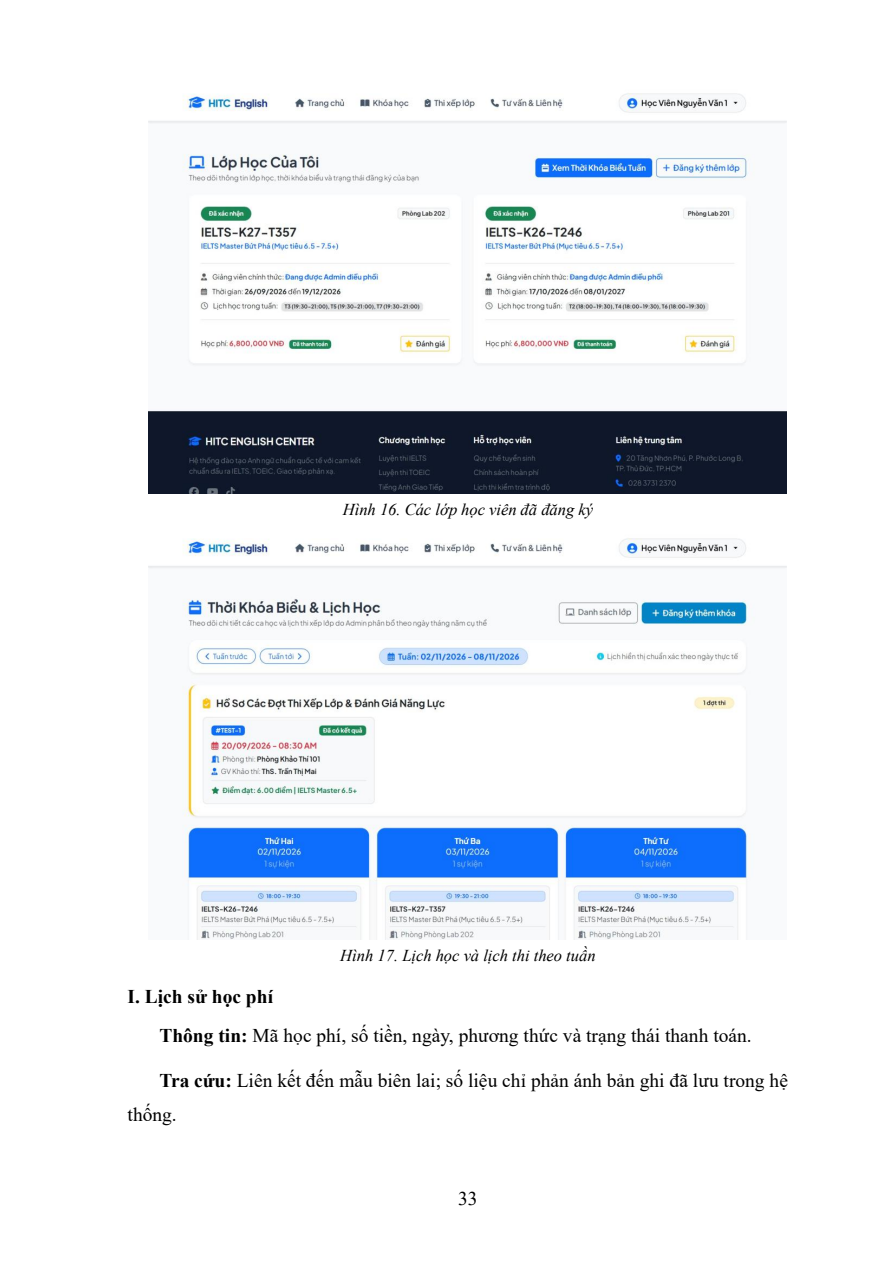 HITC English
Trang chủ
Khóa học
Thi xếp lớp
Tư vấn & Liên hệ
Học Viên Nguyễn Văn 1
Lớp Học Của Tôi
Theo dõi thông tin lớp học, thời khóa biểu và trạng thái đăng ký của bạn
Xem Thời Khóa Biểu Tuần
+ Đăng ký thêm lớp
Đã xác nhận
Phòng Lab 202
IELTS-K27-T357
IELTS Master Bứt Phá (Mục tiêu 6.5 - 7.5+)
Giảng viên chính thức: Đang được Admin điều phối
Thời gian: 26/09/2026 đến 19/12/2026
Lịch học trong tuần: T3 (19:30-21:00), T5 (19:30-21:00), T7 (19:30-21:00)
Học phí: 6,800,000 VNĐ Đã thanh toán
Đánh giá
Đã xác nhận
Phòng Lab 201
IELTS-K26-T246
IELTS Master Bứt Phá (Mục tiêu 6.5 - 7.5+)
Giảng viên chính thức: Đang được Admin điều phối
Thời gian: 17/10/2026 đến 08/01/2027
Lịch học trong tuần: T2 (18:00-19:30), T4 (18:00-19:30), T6 (18:00-19:30)
Học phí: 6,800,000 VNĐ Đã thanh toán
Đánh giá
HITC ENGLISH CENTER
Hệ thống đào tạo Anh ngữ chuẩn quốc tế với cam kết
chuẩn đầu ra IELTS, TOEIC, Giao tiếp phản xạ.
Chương trình học
Luyện thi IELTS
Luyện thi TOEIC
Tiếng Anh Giao Tiếp
Hỗ trợ học viên
Quy chế tuyển sinh
Chính sách hoàn phí
Lịch thi kiểm tra trình độ
Liên hệ trung tâm
20 Tăng Nhơn Phú, P. Phước Long B,
TP. Thủ Đức, TP.HCM
028 3731 2370
Hình 16. Các lớp học viên đã đăng ký
HITC English
Trang chủ
Khóa học
Thi xếp lớp
Tư vấn & Liên hệ
Học Viên Nguyễn Văn 1
Thời Khóa Biểu & Lịch Học
Theo dõi chi tiết các ca học và lịch thi xếp lớp do Admin phân bổ theo ngày tháng năm cụ thể
Danh sách lớp
+ Đăng ký thêm khóa
Tuần trước
Tuần tới
Tuần: 02/11/2026 - 08/11/2026
Lịch hiển thị chuẩn xác theo ngày thực tế
Hồ Sơ Các Đợt Thi Xếp Lớp & Đánh Giá Năng Lực
1 đợt thi
#TEST-1
Đã có kết quả
20/09/2026 - 08:30 AM
Phòng thi: Phòng Khảo Thí 101
GV Khảo thí: ThS. Trần Thị Mai
Điểm đạt: 6.00 điểm | IELTS Master 6.5+
Thứ Hai
02/11/2026
1 sự kiện
18:00 - 19:30
IELTS-K26-T246
IELTS Master Bứt Phá (Mục tiêu 6.5 - 7.5+)
Phòng Phòng Lab 201
Thứ Ba
03/11/2026
1 sự kiện
19:30 - 21:00
IELTS-K27-T357
IELTS Master Bứt Phá (Mục tiêu 6.5 - 7.5+)
Phòng Phòng Lab 202
Thứ Tư
04/11/2026
1 sự kiện
18:00 - 19:30
IELTS-K26-T246
IELTS Master Bứt Phá (Mục tiêu 6.5 - 7.5+)
Phòng Phòng Lab 201
Hình 17. Lịch học và lịch thi theo tuần
I. Lịch sử học phí
Thông tin: Mã học phí, số tiền, ngày, phương thức và trạng thái thanh toán.
Tra cứu: Liên kết đến mẫu biên lai; số liệu chỉ phản ánh bản ghi đã lưu trong hệ
thống.
33